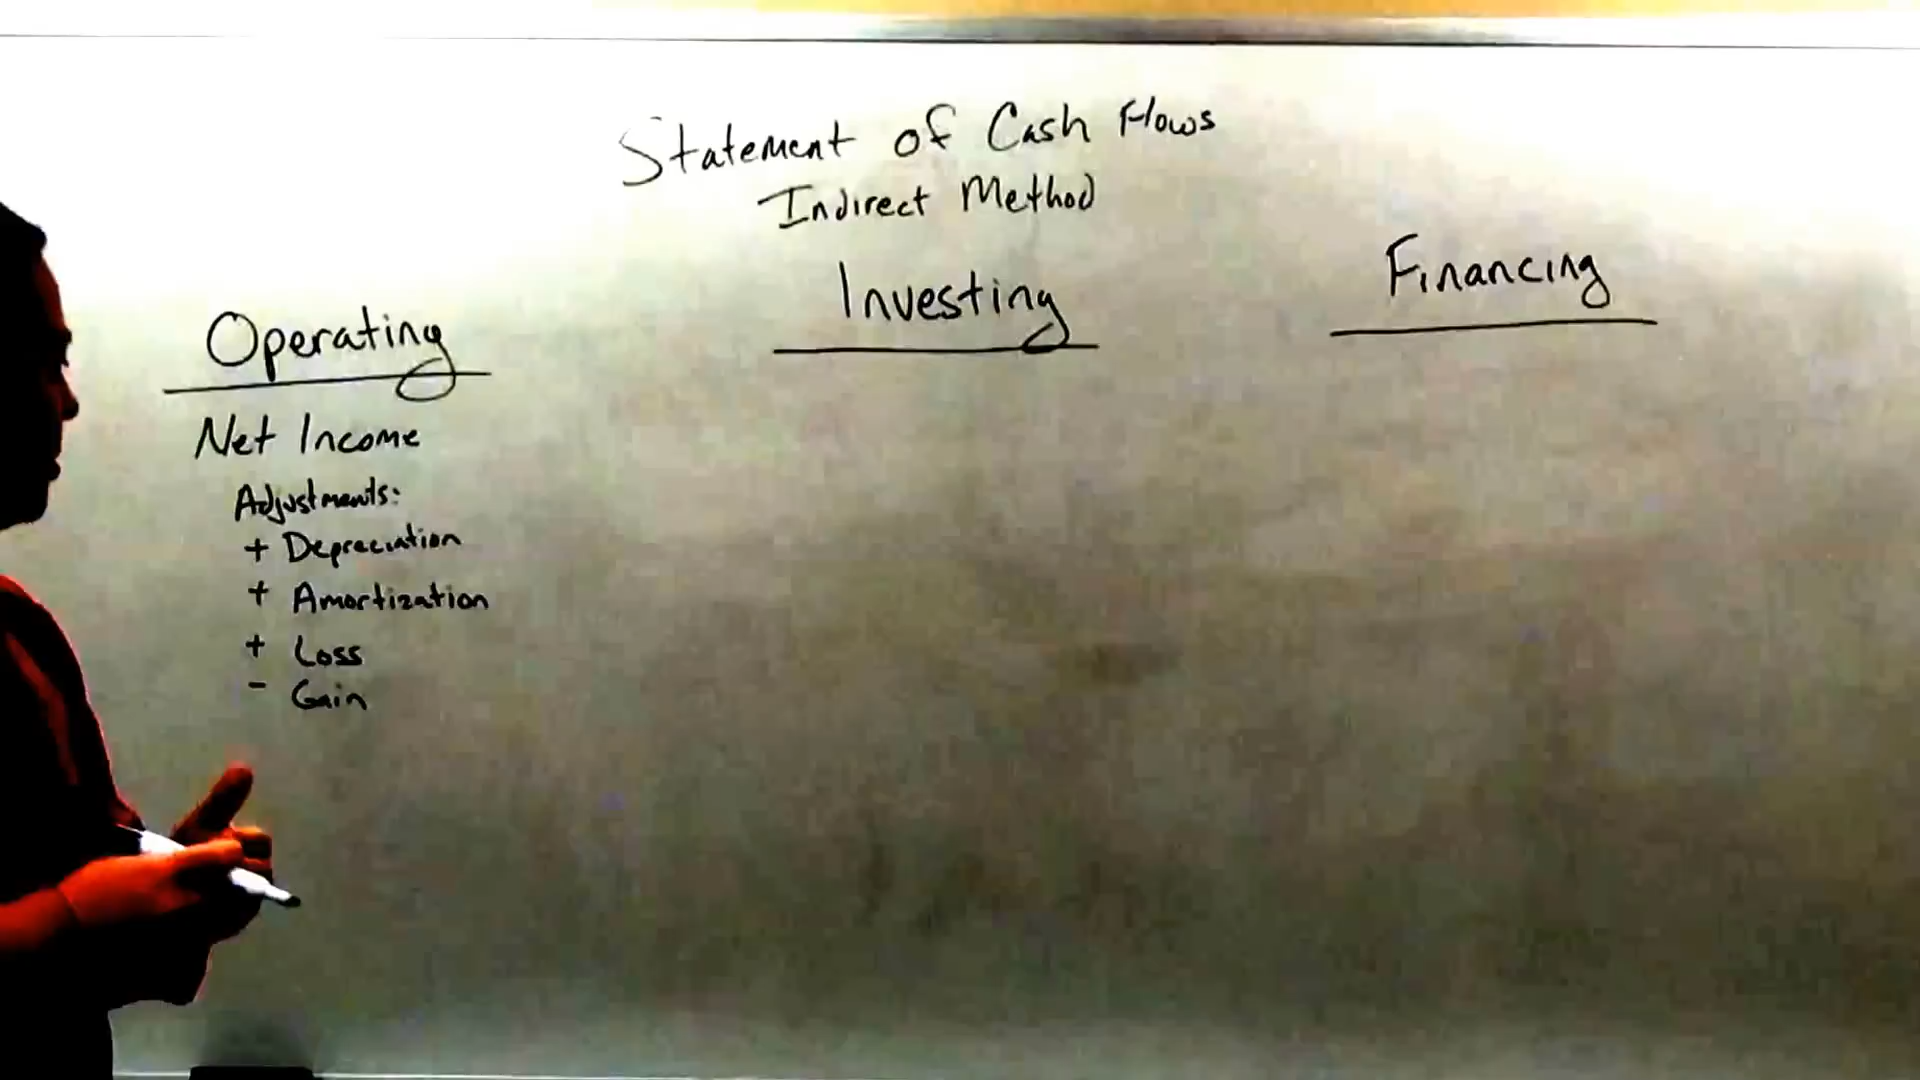 Statement of Cash Flows
Indirect Method
Operating
Investing
Financing
Net Income
Adjustments:
+ Depreciation
+ Amortization
+ Loss
- Gain